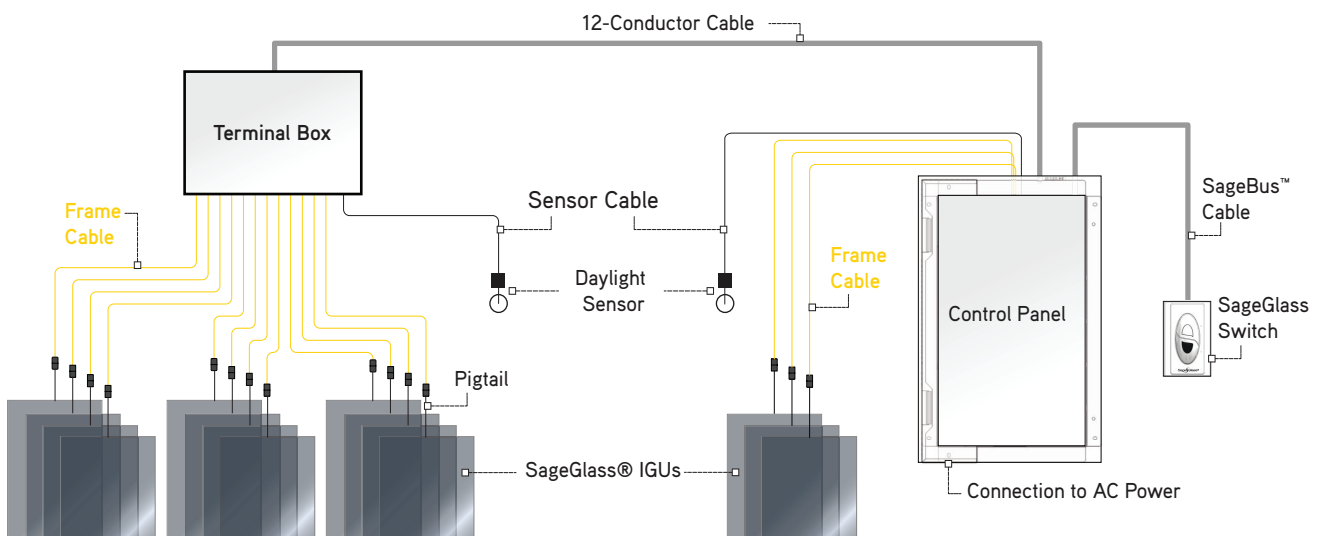 12-Conductor Cable
Terminal Box
Frame
Cable
Sensor Cable
Daylight
Sensor
Pigtail
SageGlass® IGUs
Frame
Cable
Control Panel
SageBus™
Cable
SageGlass
Switch
Connection to AC Power